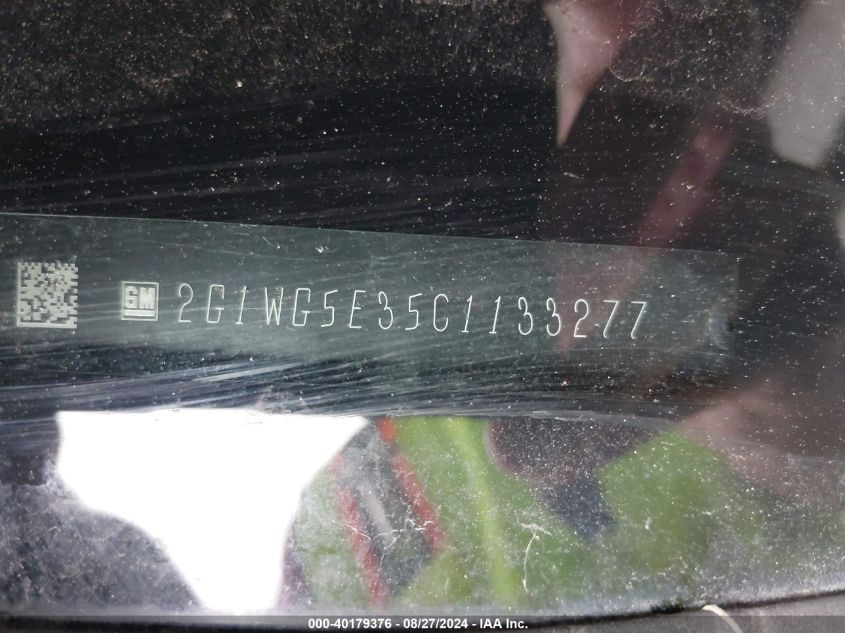 GM 2G1WG5E35C1133277
000-40179376 - 08/27/2024 - IAA Inc.